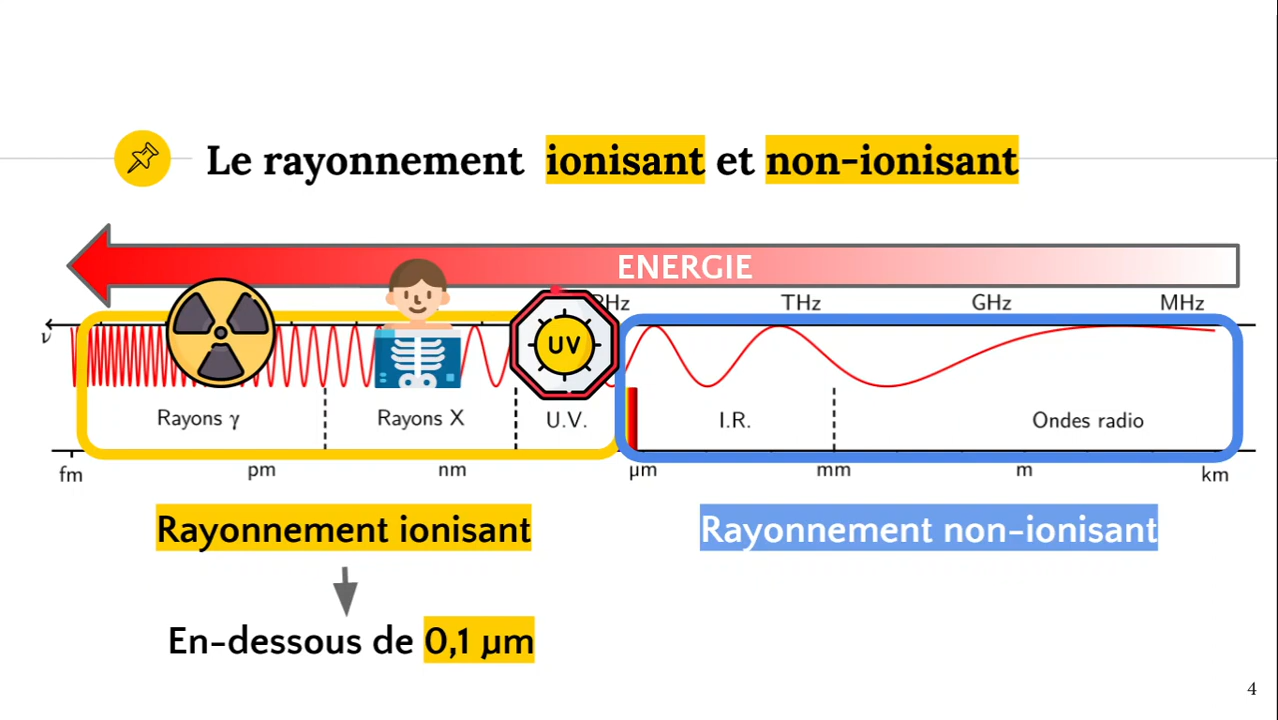 Le rayonnement ionisant et non-ionisant
ENERGIE
THz GHz MHz
ν
UV
Rayons γ Rayons X U.V. I.R. Ondes radio
fm pm nm µm mm m km
Rayonnement ionisant Rayonnement non-ionisant
En-dessous de 0,1 µm
4